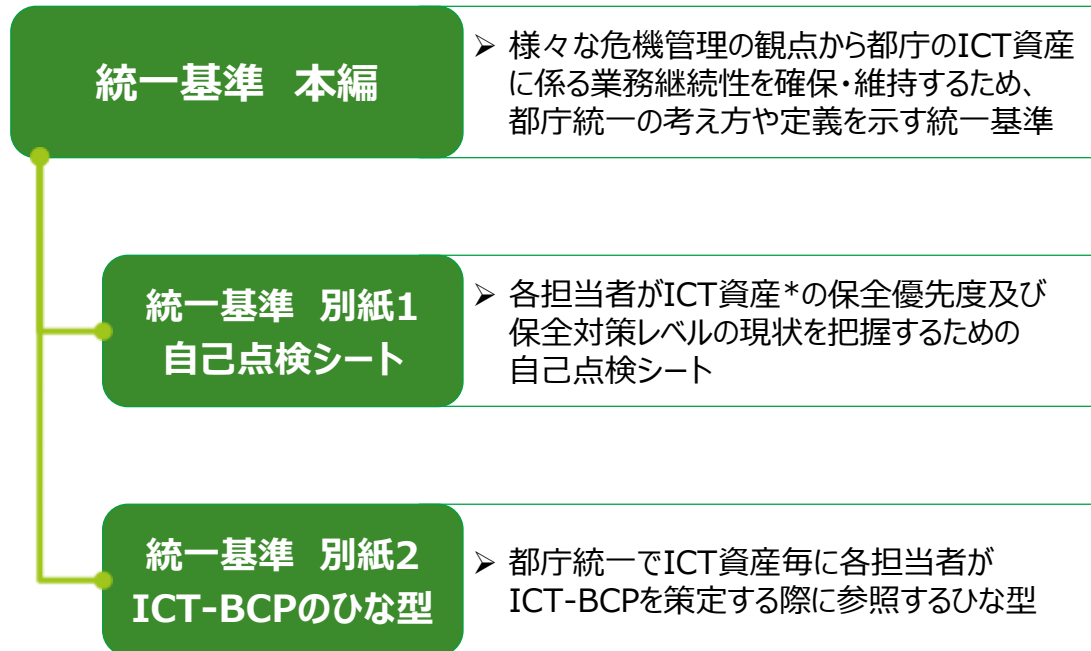 統一基準 本編
➢ 様々な危機管理の観点から都庁のICT資産
に係る業務継続性を確保・維持するため、
都庁統一の考え方や定義を示す統一基準
統一基準 別紙1
自己点検シート
➢ 各担当者がICT資産*の保全優先度及び
保全対策レベルの現状を把握するための
自己点検シート
統一基準 別紙2
ICT-BCPのひな型
➢ 都庁統一でICT資産毎に各担当者が
ICT-BCPを策定する際に参照するひな型